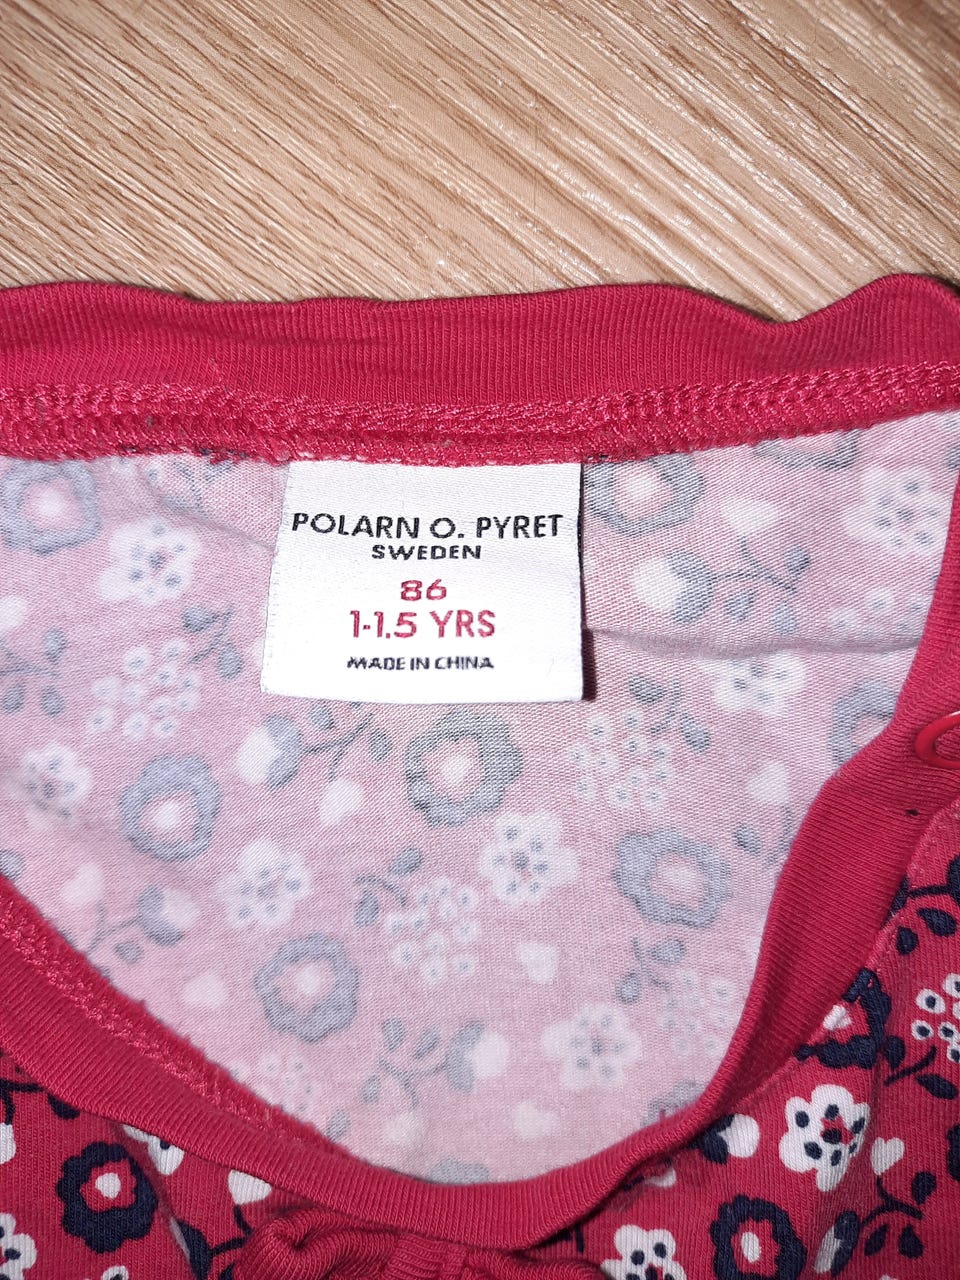 POLARN O. PYRET
SWEDEN
86
1-1.5 YRS
MADE IN CHINA